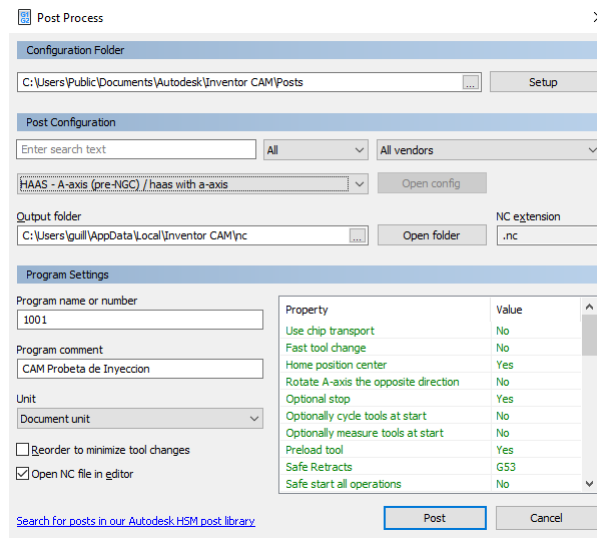 G1
G2
Post Process
Configuration Folder
C:\Users\Public\Documents\Autodesk\Inventor CAM\Posts
...
Setup
Post Configuration
Enter search text
All
All vendors
HAAS - A-axis (pre-NGC) / haas with a-axis
Open config
Output folder
NC extension
C:\Users\guill\AppData\Local\Inventor CAM\nc
...
Open folder
.nc
Program Settings
Program name or number
1001
Program comment
CAM Probeta de Inyeccion
Unit
Document unit
Reorder to minimize tool changes
Open NC file in editor
Property Value
Use chip transport No
Fast tool change No
Home position center Yes
Rotate A-axis the opposite direction No
Optional stop Yes
Optionally cycle tools at start No
Optionally measure tools at start No
Preload tool Yes
Safe Retracts G53
Safe start all operations No
Search for posts in our Autodesk HSM post library
Post
Cancel